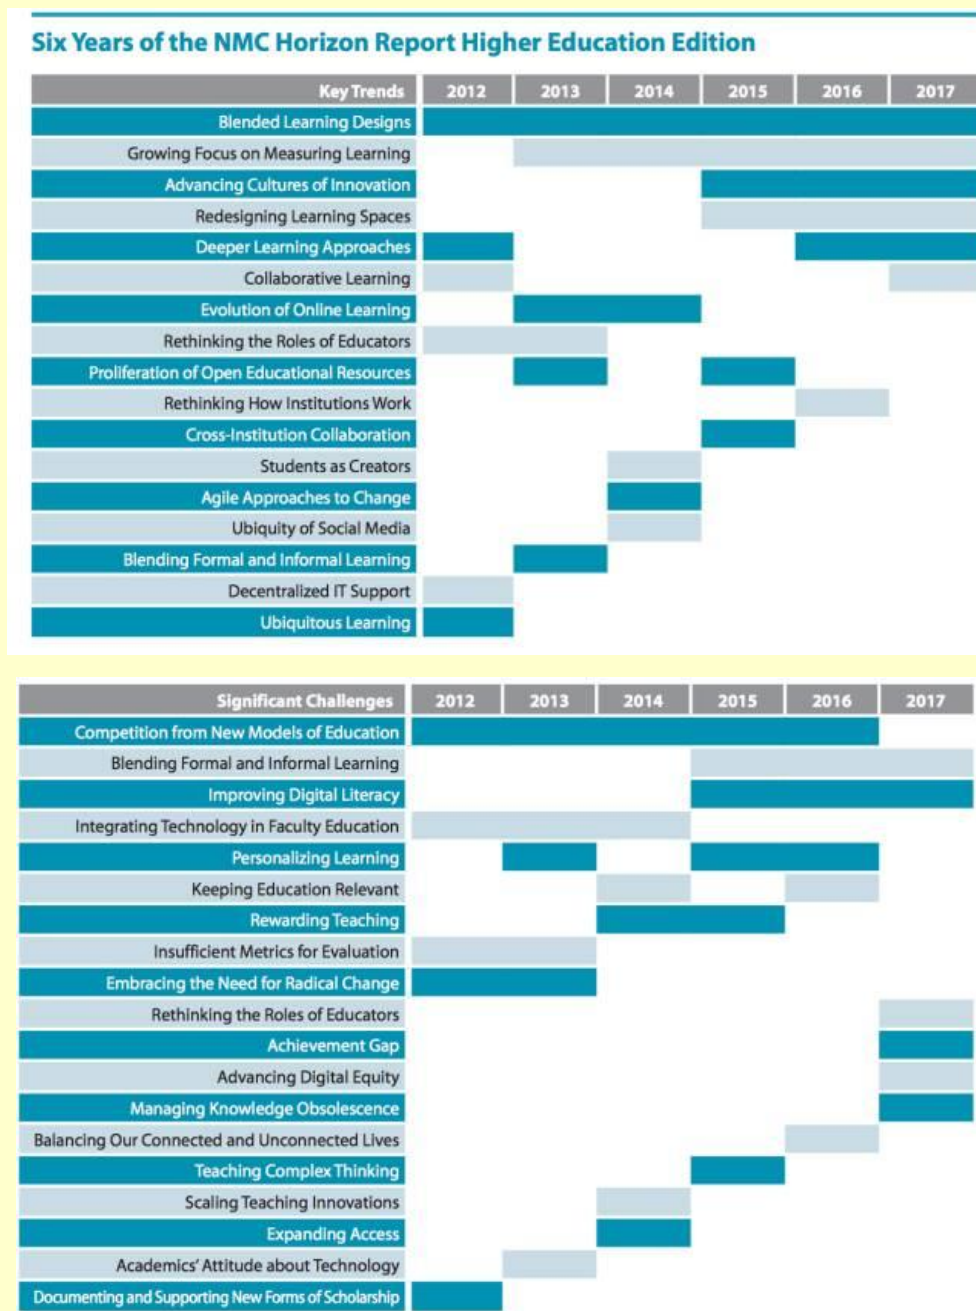 Six Years of the NMC Horizon Report Higher Education Edition
Key Trends 2012 2013 2014 2015 2016 2017
Blended Learning Designs
Growing Focus on Measuring Learning
Advancing Cultures of Innovation
Redesigning Learning Spaces
Deeper Learning Approaches
Collaborative Learning
Evolution of Online Learning
Rethinking the Roles of Educators
Proliferation of Open Educational Resources
Rethinking How Institutions Work
Cross-Institution Collaboration
Students as Creators
Agile Approaches to Change
Ubiquity of Social Media
Blending Formal and Informal Learning
Decentralized IT Support
Ubiquitous Learning
Significant Challenges 2012 2013 2014 2015 2016 2017
Competition from New Models of Education
Blending Formal and Informal Learning
Improving Digital Literacy
Integrating Technology in Faculty Education
Personalizing Learning
Keeping Education Relevant
Rewarding Teaching
Insufficient Metrics for Evaluation
Embracing the Need for Radical Change
Rethinking the Roles of Educators
Achievement Gap
Advancing Digital Equity
Managing Knowledge Obsolescence
Balancing Our Connected and Unconnected Lives
Teaching Complex Thinking
Scaling Teaching Innovations
Expanding Access
Academics' Attitude about Technology
Documenting and Supporting New Forms of Scholarship